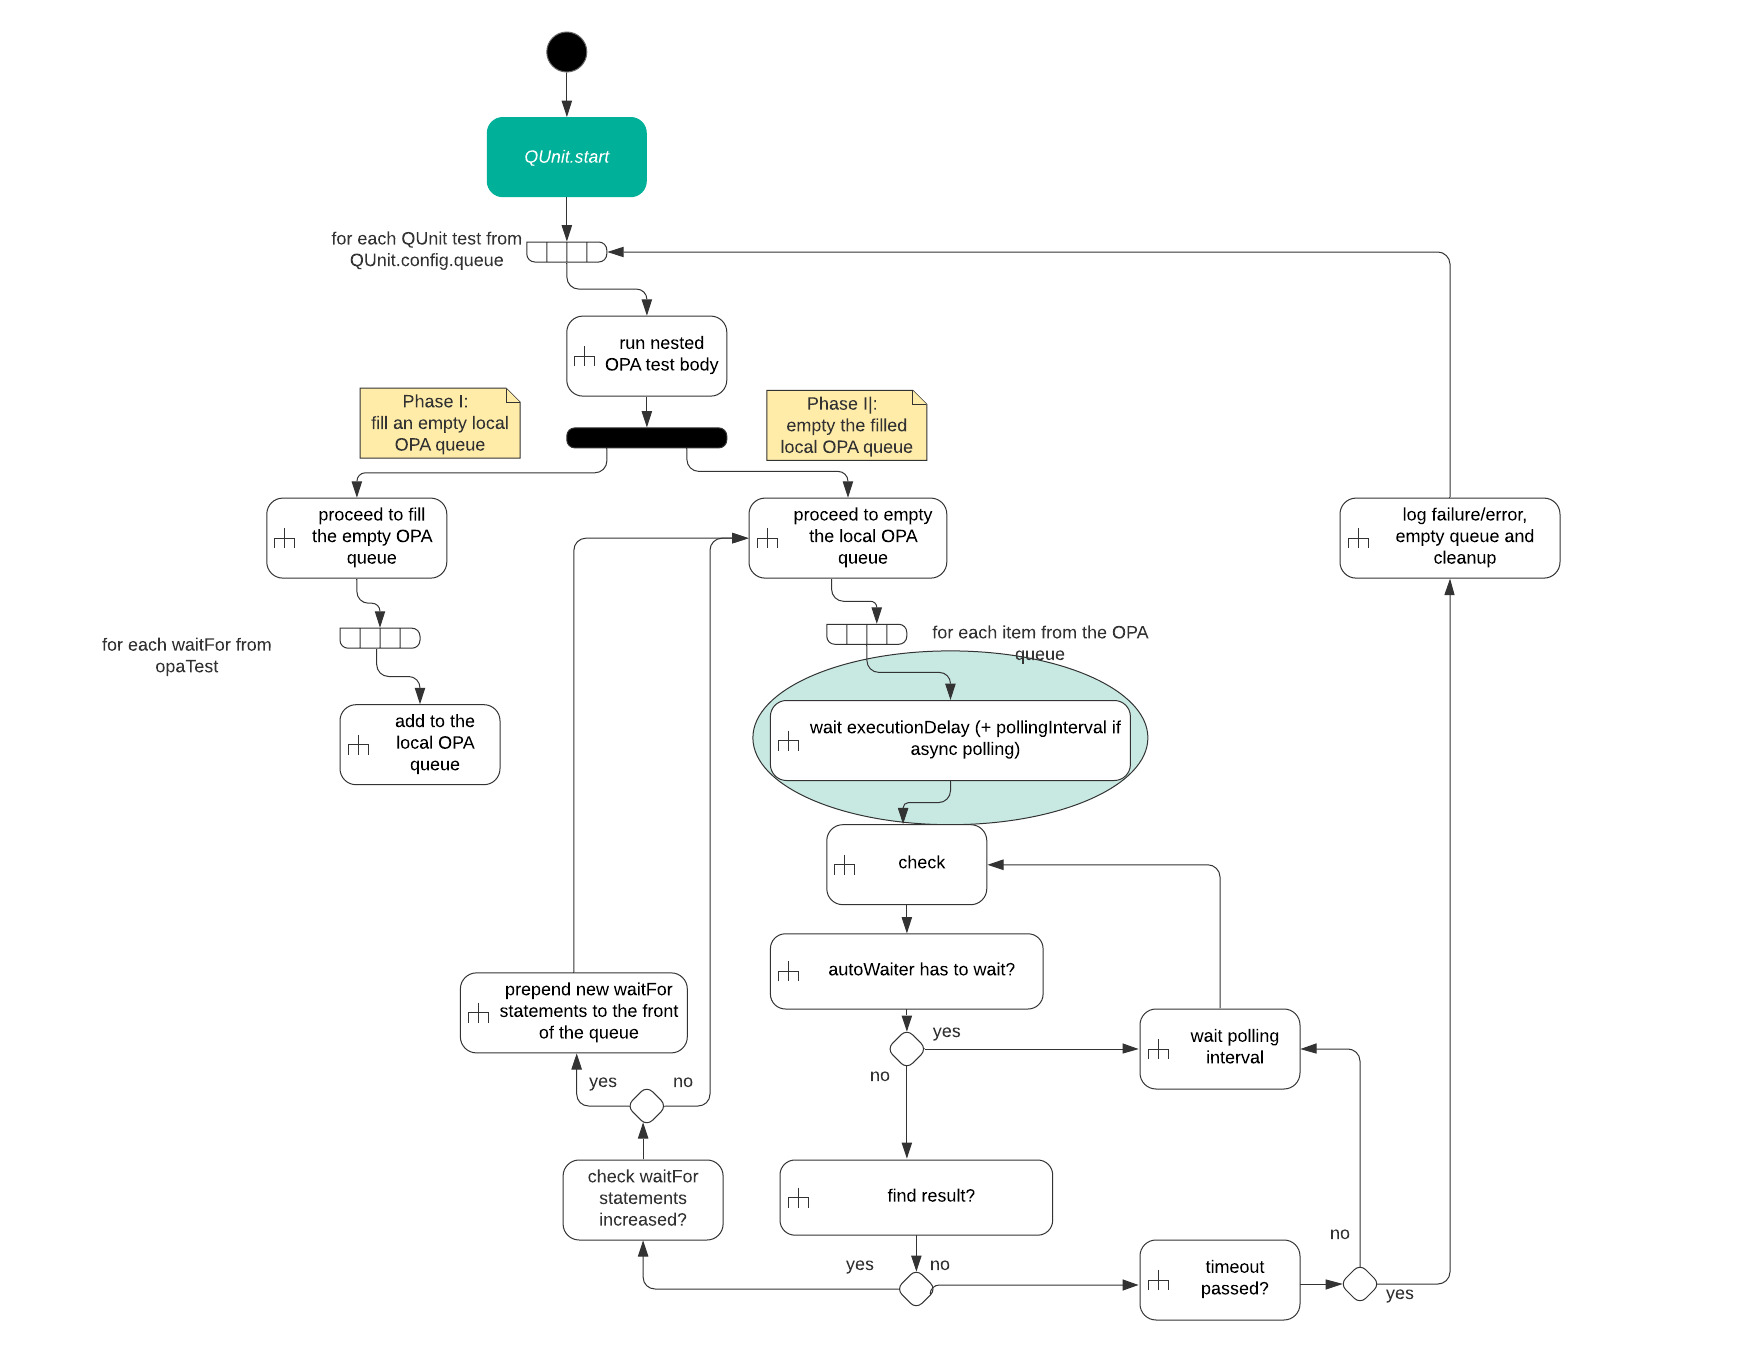 QUnit.start
for each QUnit test from
QUnit.config.queue
run nested
OPA test body
Phase I:
fill an empty local
OPA queue
Phase I|:
empty the filled
local OPA queue
proceed to fill
the empty OPA
queue
proceed to empty
the local OPA
queue
log failure/error,
empty queue and
cleanup
for each waitFor from
opaTest
for each item from the OPA
queue
add to the
local OPA
queue
wait executionDelay (+ pollingInterval if
async polling)
check
autoWaiter has to wait?
prepend new waitFor
statements to the front
of the queue
yes
no
wait polling
interval
yes
no
check waitFor
statements
increased?
find result?
yes
no
timeout
passed?
no
yes